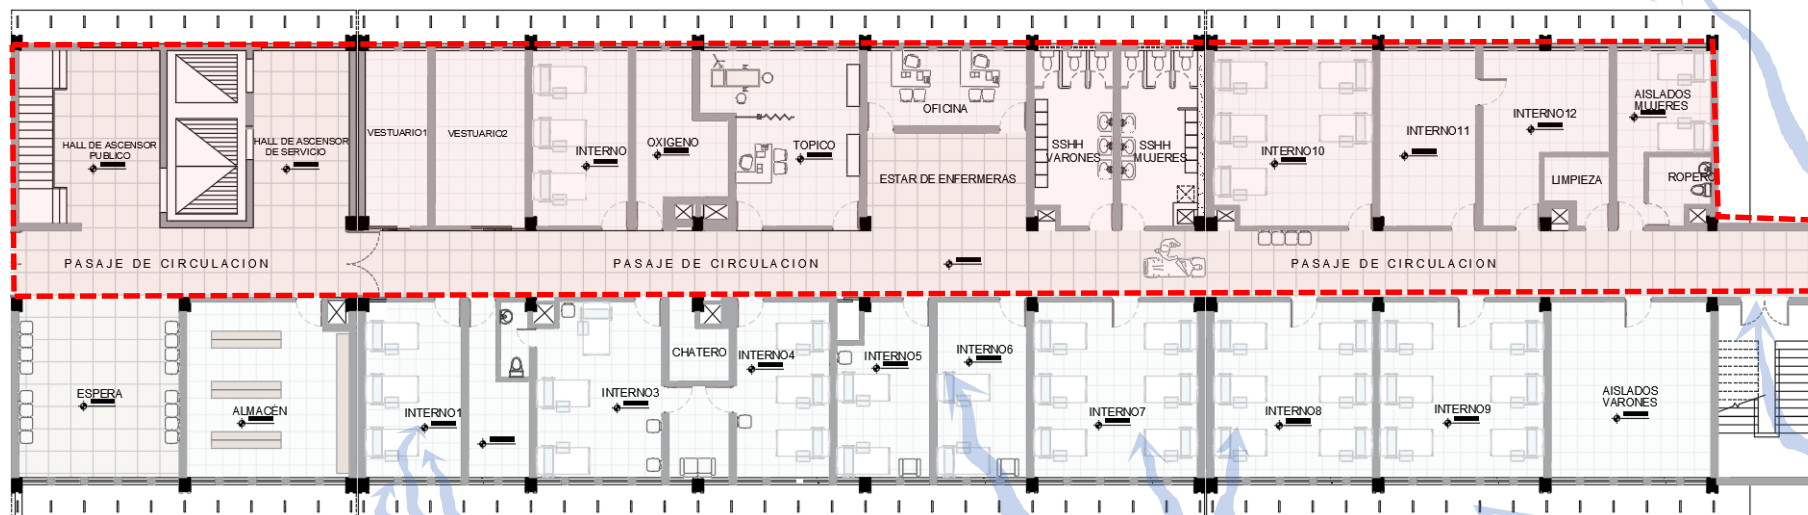 HALL DE ASCENSOR
PUBLICO
HALL DE ASCENSOR
DE SERVICIO
VESTUARIO1
VESTUARIO2
INTERNO
OXIGENO
TOPICO
OFICINA
ESTAR DE ENFERMERAS
SSHH
VARONES
SSHH
MUJERES
INTERNO10
INTERNO11
INTERNO12
LIMPIEZA
AISLADOS
MUJERES
ROPERO
PASAJE DE CIRCULACION
PASAJE DE CIRCULACION
PASAJE DE CIRCULACION
ESPERA
ALMACÉN
INTERNO1
INTERNO3
CHATERO
INTERNO4
INTERNO5
INTERNO6
INTERNO7
INTERNO8
INTERNO9
AISLADOS
VARONES